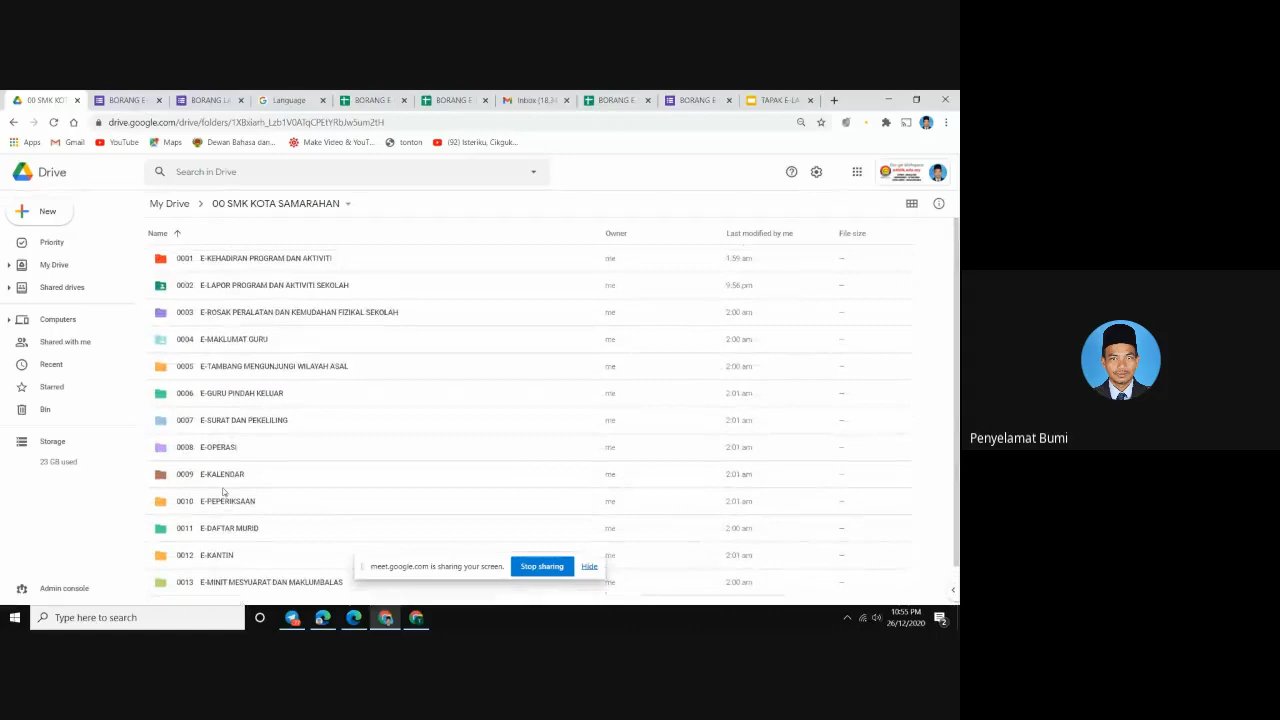 00 SMK KOT
BORANG E
BORANG LA
Language
BORANG E
BORANG E
Inbox (18,34
BORANG E
BORANG E
TAPAK E-LA
drive.google.com/drive/folders/1XBxiarh_Lzb1V0ATqCPEtYRbJw5um2tH
Apps
Gmail
YouTube
Maps
Dewan Bahasa dan...
Make Video & YouT...
tonton
(92) Isteriku, Cikguk...
Drive
Search in Drive
New
My Drive
00 SMK KOTA SAMARAHAN
Name
Owner
Last modified by me
File size
Priority
My Drive
Shared drives
Computers
Shared with me
Recent
Starred
Bin
Storage
23 GB used
Admin console
0001 E-KEHADIRAN PROGRAM DAN AKTIVITI me 1:59 am –
0002 E-LAPOR PROGRAM DAN AKTIVITI SEKOLAH me 9:56 pm –
0003 E-ROSAK PERALATAN DAN KEMUDAHAN FIZIKAL SEKOLAH me 2:00 am –
0004 E-MAKLUMAT GURU me 2:00 am –
0005 E-TAMBANG MENGUNJUNGI WILAYAH ASAL me 2:00 am –
0006 E-GURU PINDAH KELUAR me 2:01 am –
0007 E-SURAT DAN PEKELILING me 2:01 am –
0008 E-OPERASI me 2:01 am –
0009 E-KALENDAR me 2:01 am –
0010 E-PEPERIKSAAN me 2:01 am –
0011 E-DAFTAR MURID me 2:00 am –
0012 E-KANTIN me 2:01 am –
0013 E-MINIT MESYUARAT DAN MAKLUMBALAS me 2:00 am –
meet.google.com is sharing your screen.
Stop sharing
Hide
Type here to search
10:55 PM
26/12/2020
2
Penyelamat Bumi